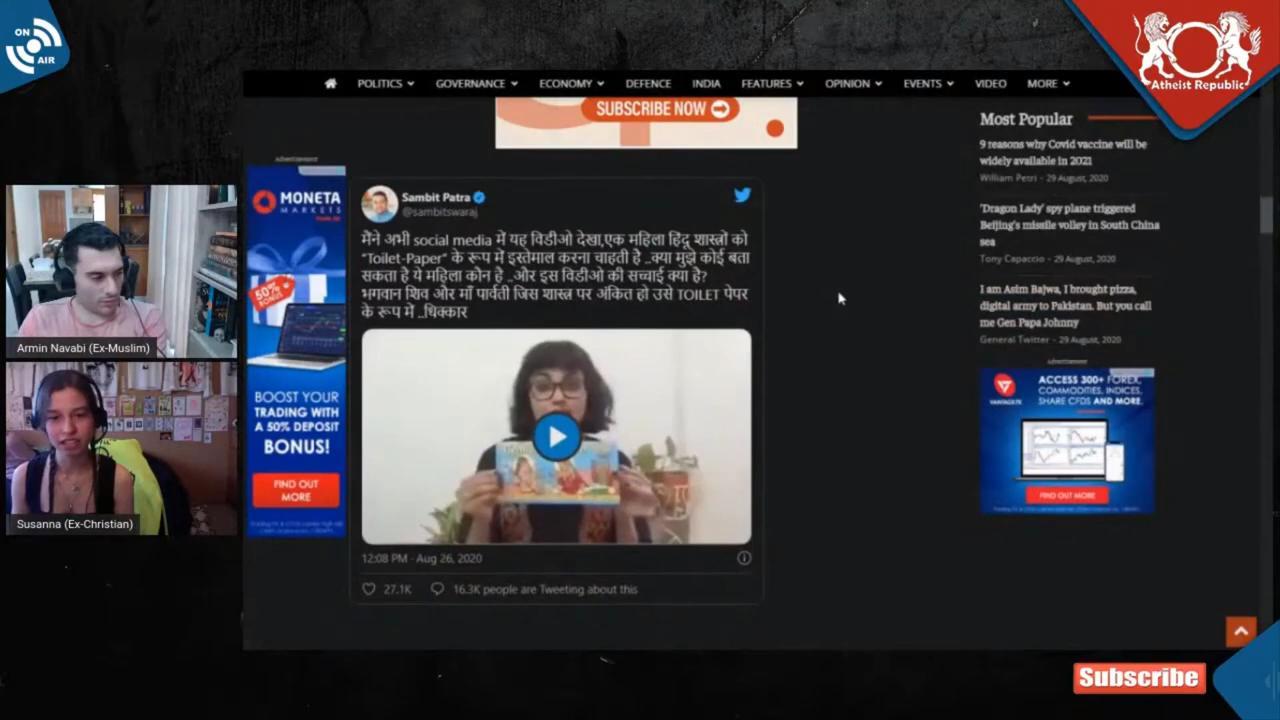 ON
AIR
Atheist Republic
POLITICS
GOVERNANCE
ECONOMY
DEFENCE
INDIA
FEATURES
OPINION
EVENTS
VIDEO
MORE
SUBSCRIBE NOW
Advertisement
MONETA
MARKETS
50%
BONUS
BOOST YOUR
TRADING WITH
A 50% DEPOSIT
BONUS!
FIND OUT
MORE
Sambit Patra
@sambitswaraj
मैंने अभी social media में यह विडीओ देखा,एक महिला हिंदू शास्त्रों को
“Toilet-Paper” के रूप में इस्तेमाल करना चाहती है ..क्या मुझे कोई बता
सकता है ये महिला कौन है ..और इस विडीओ की सच्चाई क्या है?
भगवान शिव और माँ पार्वती जिस शास्त्र पर अंकित हो उसे TOILET पेपर
के रूप में ..धिक्कार
12:08 PM · Aug 26, 2020
27.1K
16.3K people are Tweeting about this
Most Popular
9 reasons why Covid vaccine will be
widely available in 2021
William Petri - 29 August, 2020
'Dragon Lady' spy plane triggered
Beijing's missile volley in South China
sea
Tony Capaccio - 29 August, 2020
I am Asim Bajwa, I brought pizza,
digital army to Pakistan. But you call
me Gen Papa Johnny
General Twitter - 29 August, 2020
Advertisement
VANTAGE FX
ACCESS 300+ FOREX,
COMMODITIES, INDICES,
SHARE CFDS AND MORE.
FIND OUT MORE
Armin Navabi (Ex-Muslim)
Susanna (Ex-Christian)
Subscribe